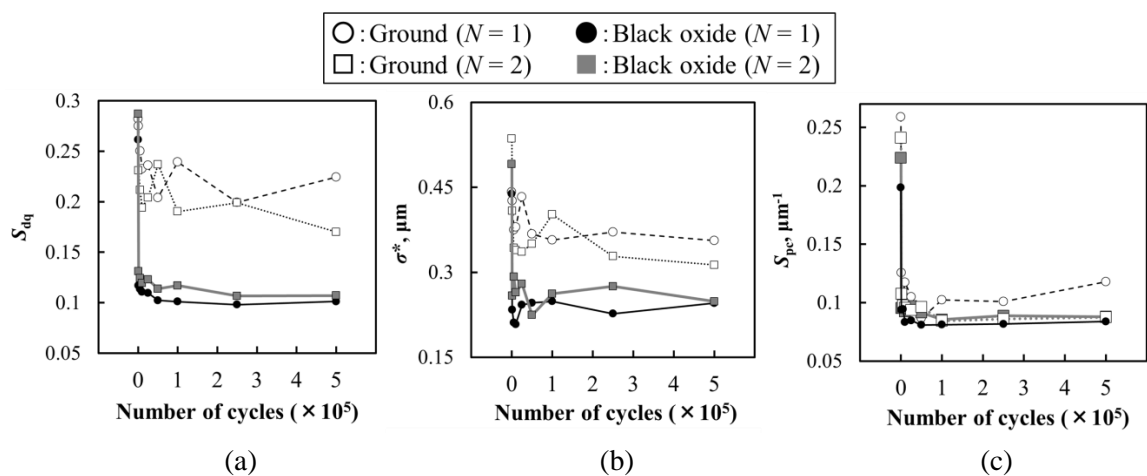 ○ : Ground (N = 1) ● : Black oxide (N = 1)
□ : Ground (N = 2) ■ : Black oxide (N = 2)
0.3
0.25
0.2
0.15
0.1
0.05
S_dq
0 1 2 3 4 5
Number of cycles (×10⁵)
(a)
0.6
0.45
0.3
0.15
σ*, μm
0 1 2 3 4 5
Number of cycles (×10⁵)
(b)
0.25
0.2
0.15
0.1
0.05
S_pc, μm⁻¹
0 1 2 3 4 5
Number of cycles (×10⁵)
(c)